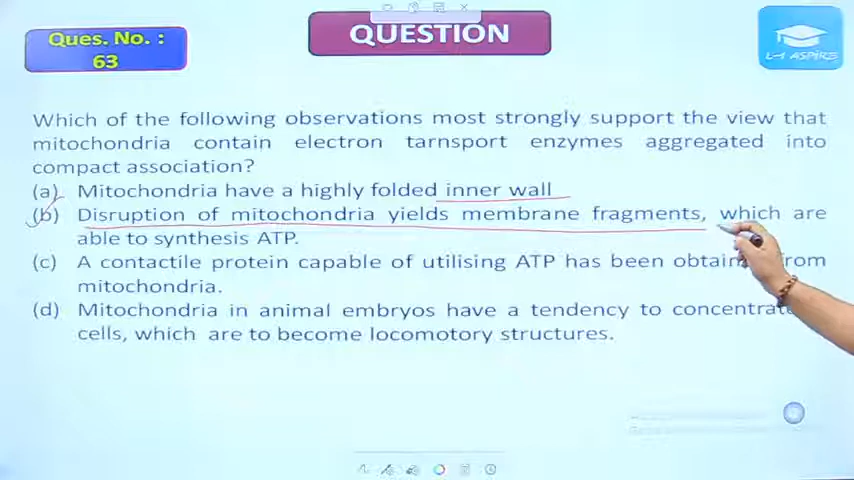 Ques. No. :
63
QUESTION
L-1 ASPIRE
Which of the following observations most strongly support the view that
mitochondria contain electron tarnsport enzymes aggregated into
compact association?
(a) Mitochondria have a highly folded inner wall
(b) Disruption of mitochondria yields membrane fragments, which are
able to synthesis ATP.
(c) A contactile protein capable of utilising ATP has been from
mitochondria.
(d) Mitochondria in animal embryos have a tendency to
cells, which are to become locomotory structures.